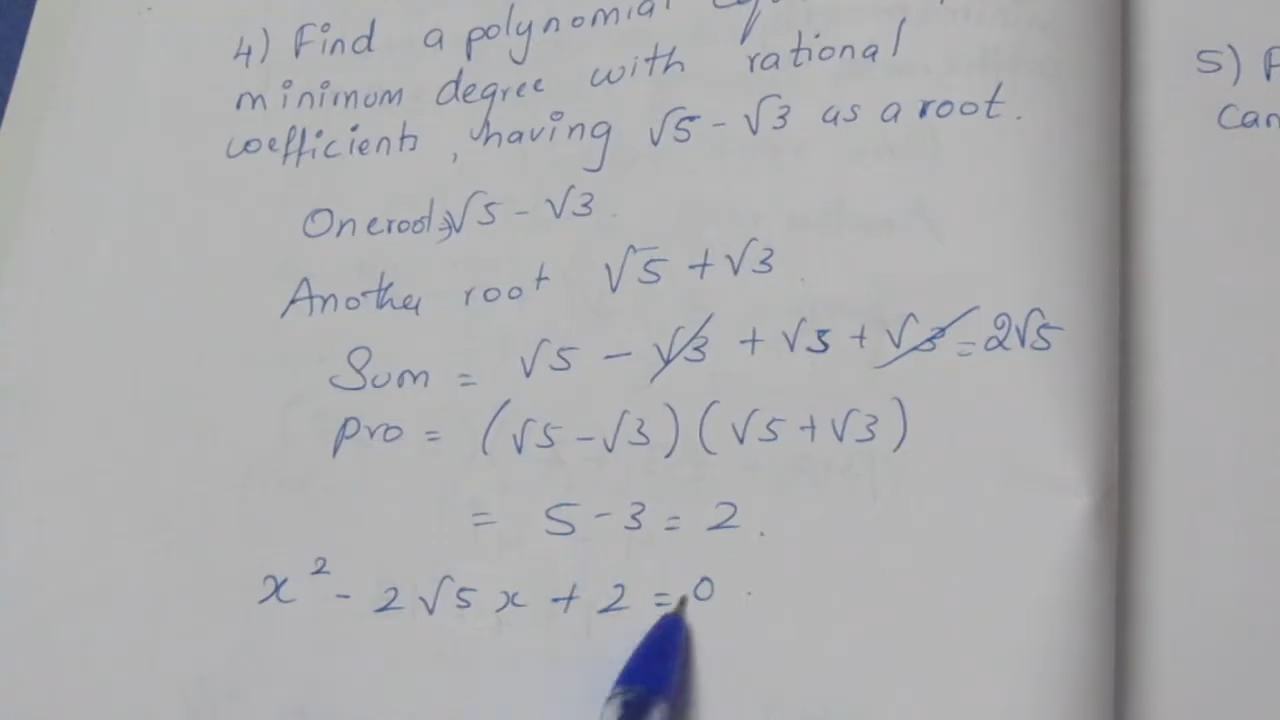 4) Find a polynomial
minimum degree with rational
coefficients, having √5 - √3 as a root.
One root √5 - √3
Another root √5 + √3
Sum = √5 - √3 + √5 + √3 = 2√5
pro = (√5 - √3) (√5 + √3)
= 5 - 3 = 2.
x² - 2√5 x + 2 = 0.
5)
Can